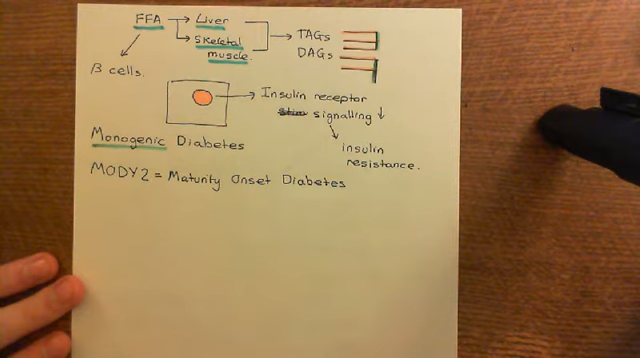 FFA → Liver
→ Skeletal muscle → TAGs
DAGs
β cells.
→ Insulin receptor
signalling ↓
insulin
resistance.
Monogenic Diabetes
MODY2 = Maturity Onset Diabetes